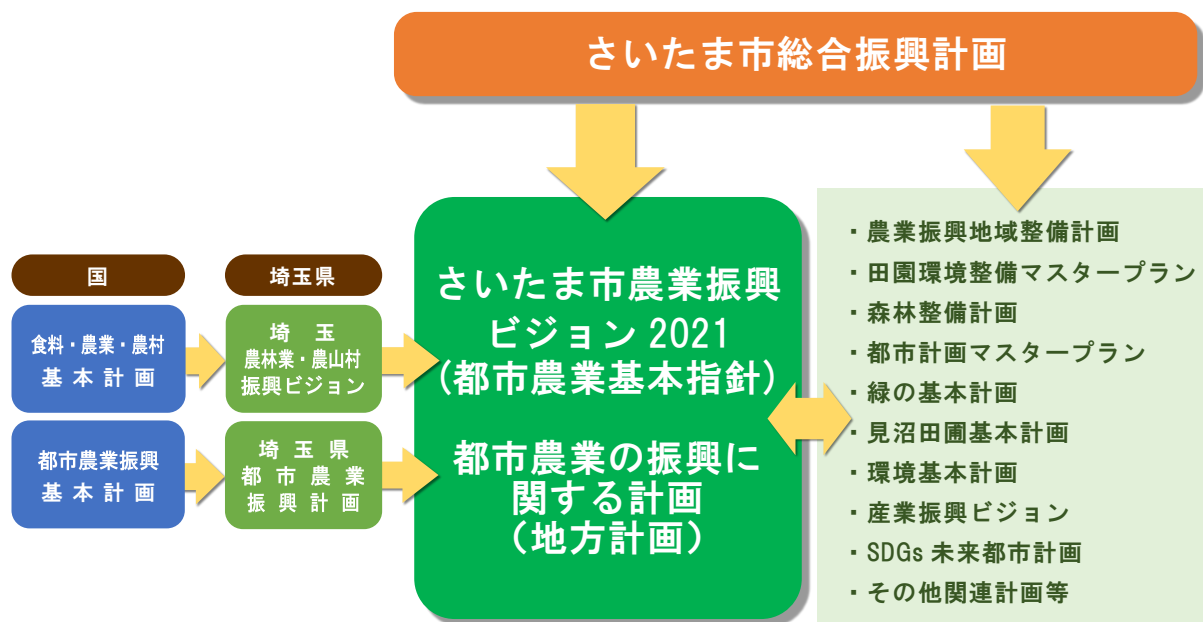 さいたま市総合振興計画
国
食料・農業・農村
基本計画
都市農業振興
基本計画
埼玉県
埼玉
農林業・農山村
振興ビジョン
埼玉県
都市農業
振興計画
さいたま市農業振興
ビジョン 2021
(都市農業基本指針)
都市農業の振興に
関する計画
(地方計画)
・農業振興地域整備計画
・田園環境整備マスタープラン
・森林整備計画
・都市計画マスタープラン
・緑の基本計画
・見沼田圃基本計画
・環境基本計画
・産業振興ビジョン
・SDGs 未来都市計画
・その他関連計画等